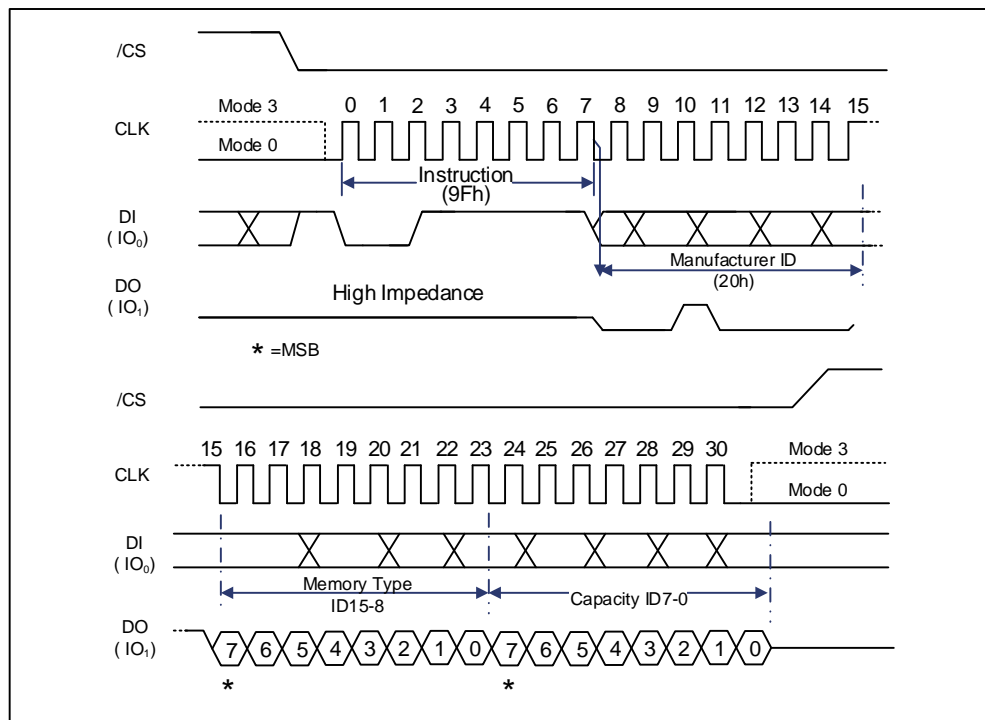 /CS
Mode 3
CLK
Mode 0
0 1 2 3 4 5 6 7 8 9 10 11 12 13 14 15
Instruction
(9Fh)
DI
( IO₀)
Manufacturer ID
(20h)
DO
( IO₁)
High Impedance
* =MSB
/CS
15 16 17 18 19 20 21 22 23 24 25 26 27 28 29 30
CLK
Mode 3
Mode 0
DI
( IO₀)
Memory Type
ID15-8
Capacity ID7-0
DO
( IO₁)
7 6 5 4 3 2 1 0 7 6 5 4 3 2 1 0
* *